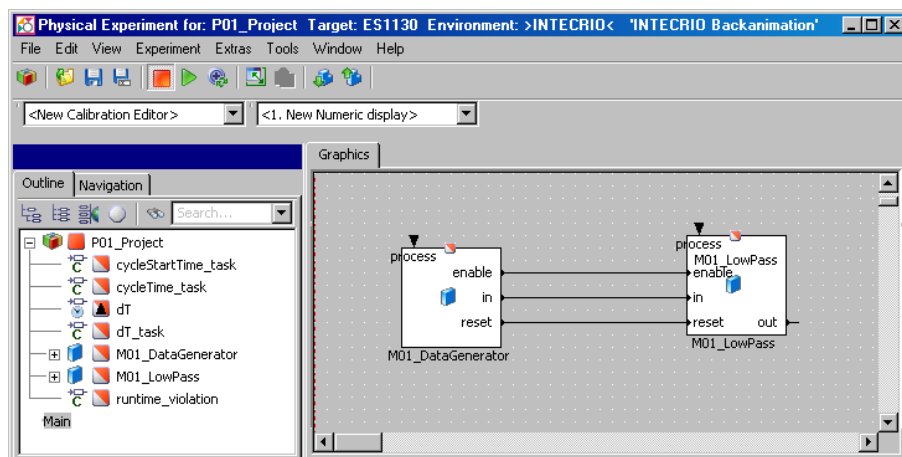 Physical Experiment for: P01_Project Target: ES1130 Environment: >INTECRIO< 'INTECRIO Backanimation'
File Edit View Experiment Extras Tools Window Help
<New Calibration Editor> <1. New Numeric display>
Graphics
Outline Navigation
Search...
P01_Project
cycleStartTime_task
cycleTime_task
dT
dT_task
M01_DataGenerator
M01_LowPass
runtime_violation
Main
process
enable
in
reset
M01_DataGenerator
process
M01_LowPass
enable
in
reset out
M01_LowPass